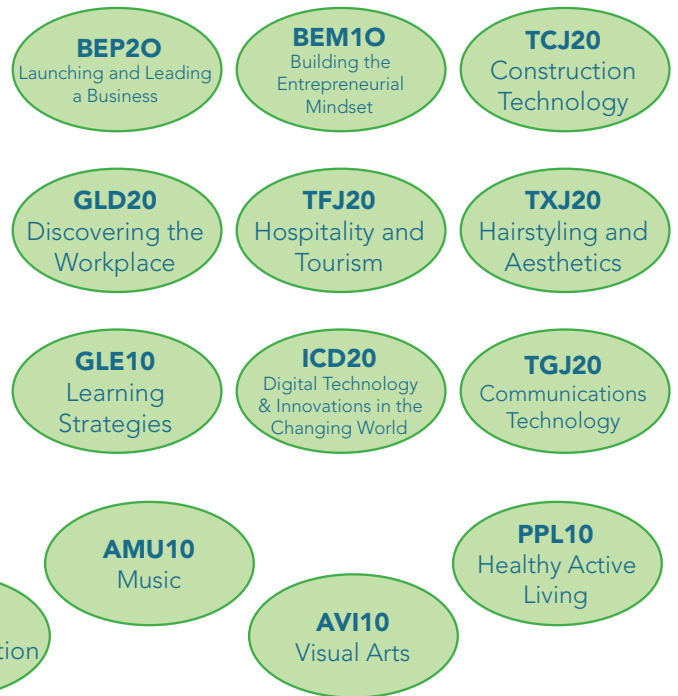 BEP2O
Launching and Leading
a Business
BEM1O
Building the
Entrepreneurial
Mindset
TCJ20
Construction
Technology
GLD20
Discovering the
Workplace
TFJ20
Hospitality and
Tourism
TXJ20
Hairstyling and
Aesthetics
GLE10
Learning
Strategies
ICD20
Digital Technology
& Innovations in the
Changing World
TGJ20
Communications
Technology
AMU10
Music
PPL10
Healthy Active
Living
AVI10
Visual Arts